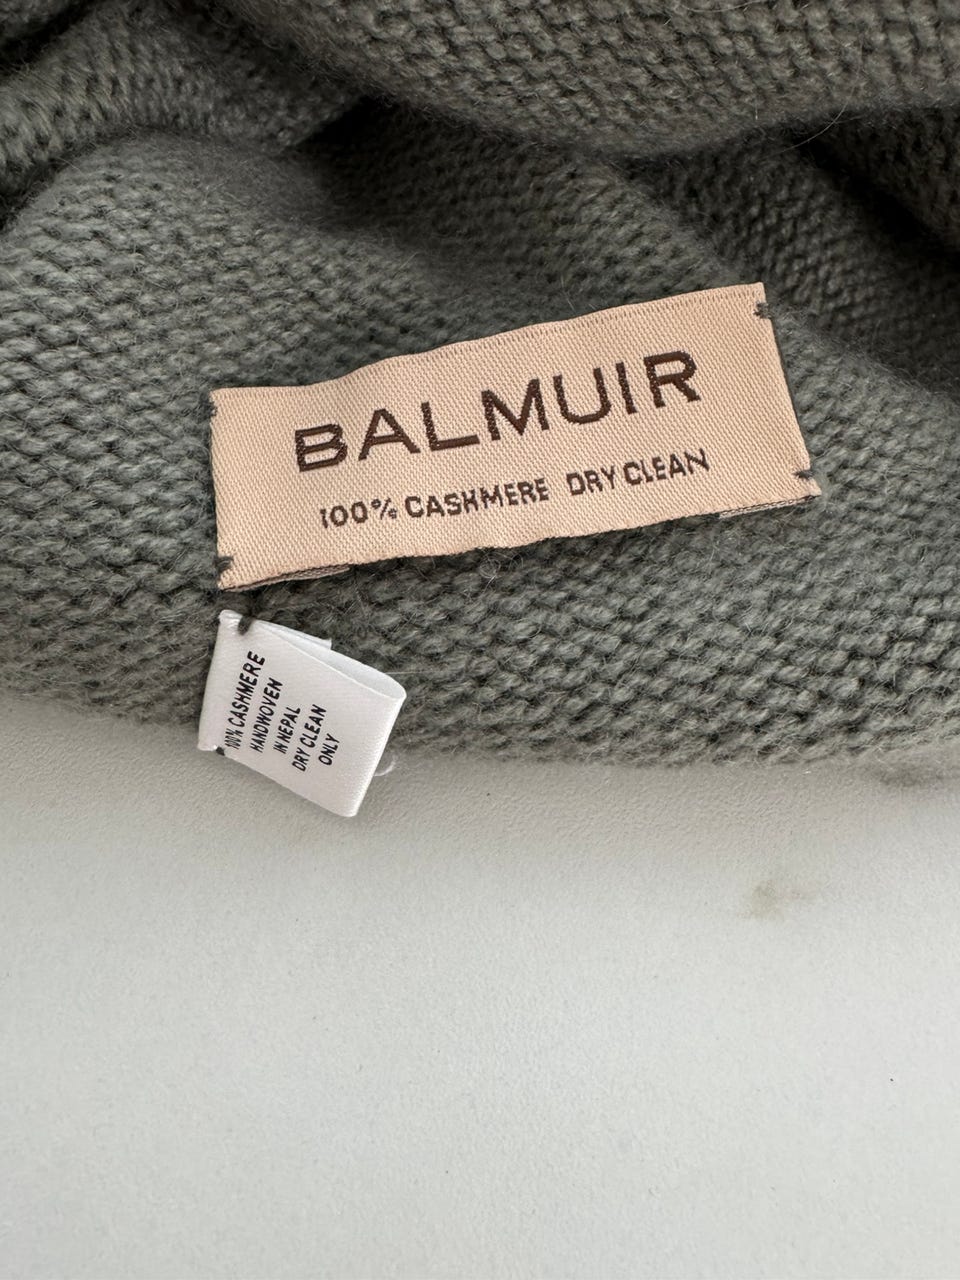 BALMUIR
100% CASHMERE DRY CLEAN
100% CASHMERE
HANDWOVEN
IN NEPAL
DRY CLEAN
ONLY